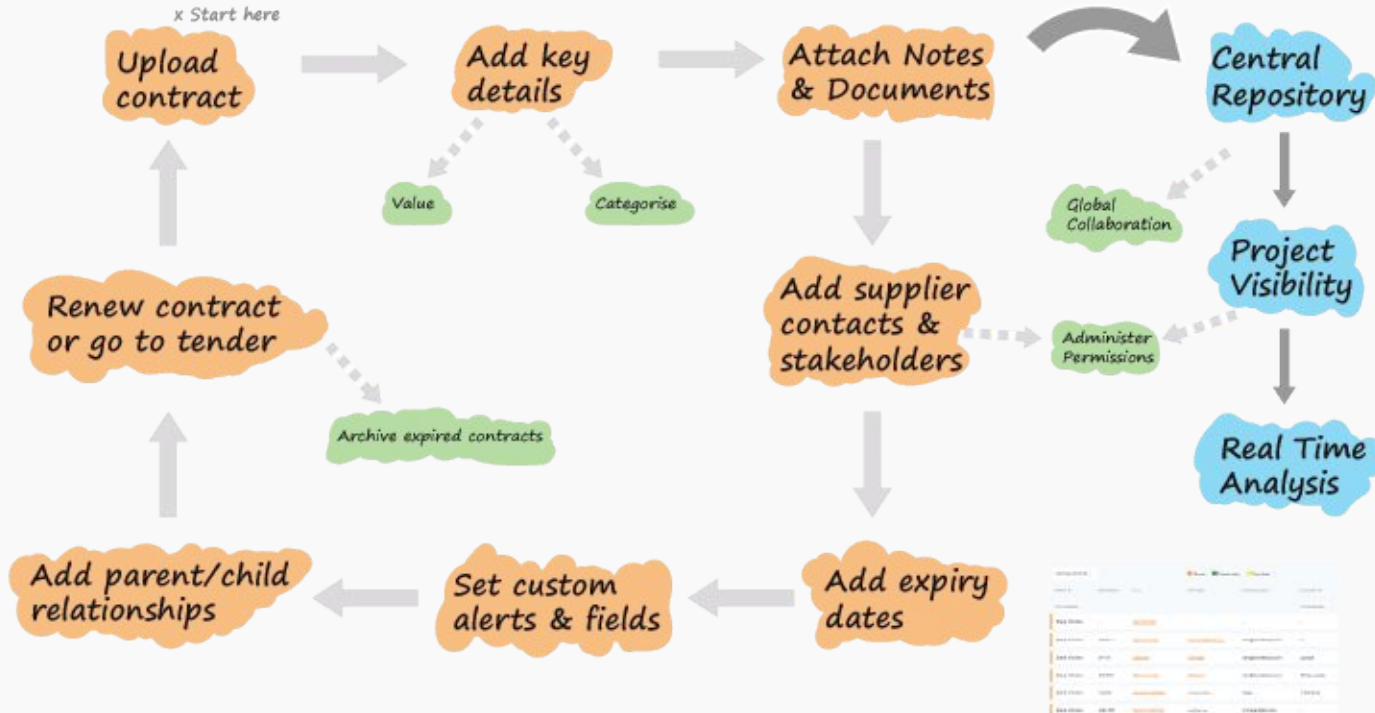 x Start here
Upload
contract
Add key
details
Attach Notes
& Documents
Central
Repository
Value
Categorise
Global
Collaboration
Project
Visibility
Renew contract
or go to tender
Add supplier
contacts &
stakeholders
Administer
Permissions
Archive expired contracts
Real Time
Analysis
Add parent/child
relationships
Set custom
alerts & fields
Add expiry
dates